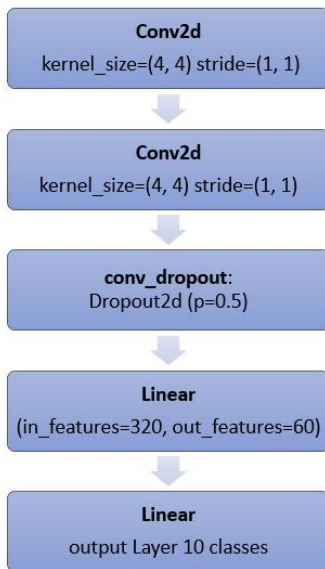 Conv2d
kernel_size=(4, 4) stride=(1, 1)
Conv2d
kernel_size=(4, 4) stride=(1, 1)
conv_dropout:
Dropout2d (p=0.5)
Linear
(in_features=320, out_features=60)
Linear
output Layer 10 classes